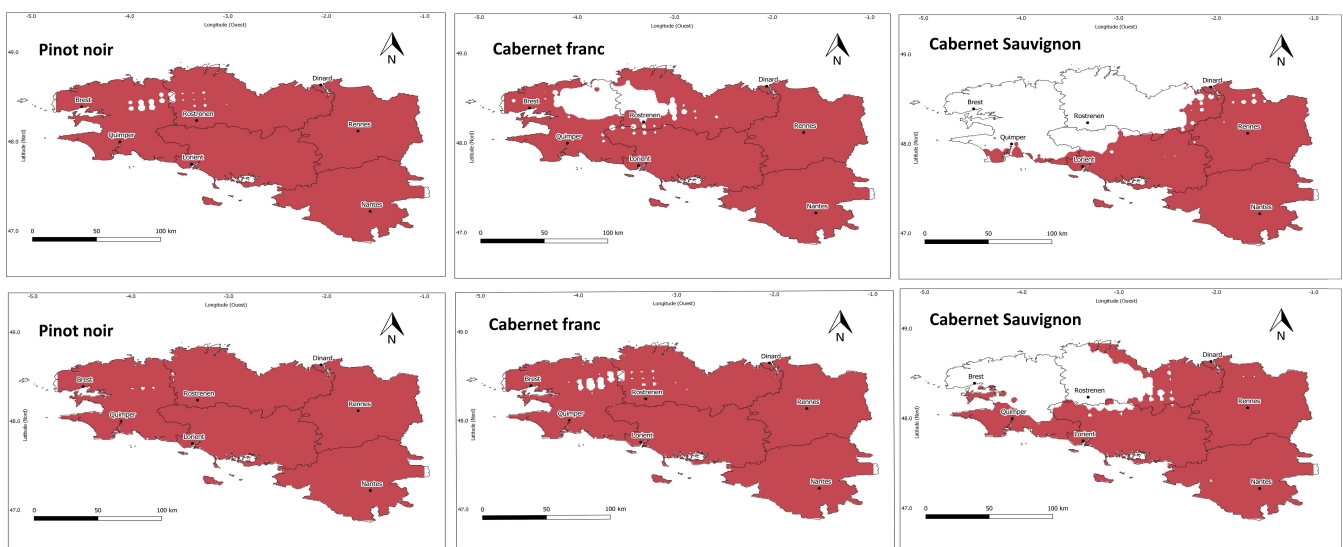 -5.0 -4.0 -3.0 -2.0 -1.0
Longitude (Ouest)
Pinot noir
N
49.0
48.0
47.0
Latitude (Nord)
Brest
Dinard
Rostrenen
Quimper
Rennes
Lorient
Nantes
0 50 100 km
-5.0 -4.0 -3.0 -2.0 -1.0
Longitude (Ouest)
Cabernet franc
N
49.0
48.0
47.0
Latitude (Nord)
Brest
Dinard
Rostrenen
Quimper
Rennes
Lorient
Nantes
0 50 100 km
-5.0 -4.0 -3.0 -2.0 -1.0
Longitude (Ouest)
Cabernet Sauvignon
N
49.0
48.0
47.0
Latitude (Nord)
Brest
Dinard
Rostrenen
Quimper
Rennes
Lorient
Nantes
0 50 100 km
-5.0 -4.0 -3.0 -2.0 -1.0
Longitude (Ouest)
Pinot noir
N
49.0
48.0
47.0
Latitude (Nord)
Brest
Dinard
Rostrenen
Quimper
Rennes
Lorient
Nantes
0 50 100 km
-5.0 -4.0 -3.0 -2.0 -1.0
Longitude (Ouest)
Cabernet franc
N
49.0
48.0
47.0
Latitude (Nord)
Brest
Dinard
Rostrenen
Quimper
Rennes
Lorient
Nantes
0 50 100 km
-5.0 -4.0 -3.0 -2.0 -1.0
Longitude (Ouest)
Cabernet Sauvignon
N
49.0
48.0
47.0
Latitude (Nord)
Brest
Dinard
Rostrenen
Quimper
Rennes
Lorient
Nantes
0 50 100 km